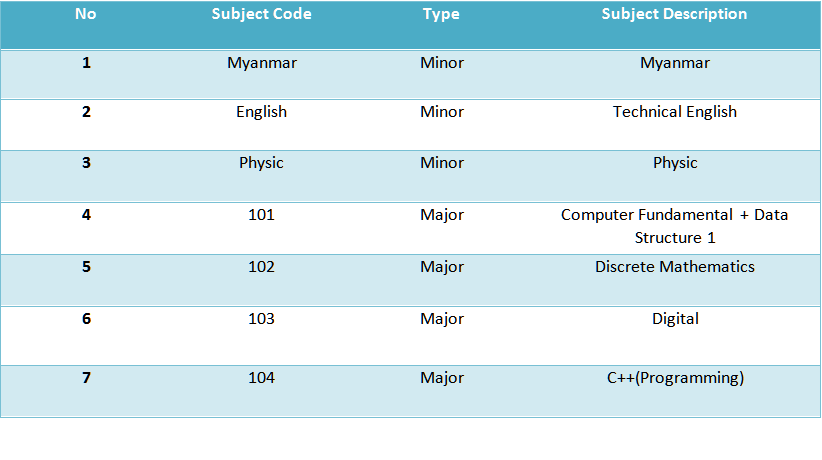 No Subject Code Type Subject Description
1 Myanmar Minor Myanmar
2 English Minor Technical English
3 Physic Minor Physic
4 101 Major Computer Fundamental + Data
Structure 1
5 102 Major Discrete Mathematics
6 103 Major Digital
7 104 Major C++(Programming)